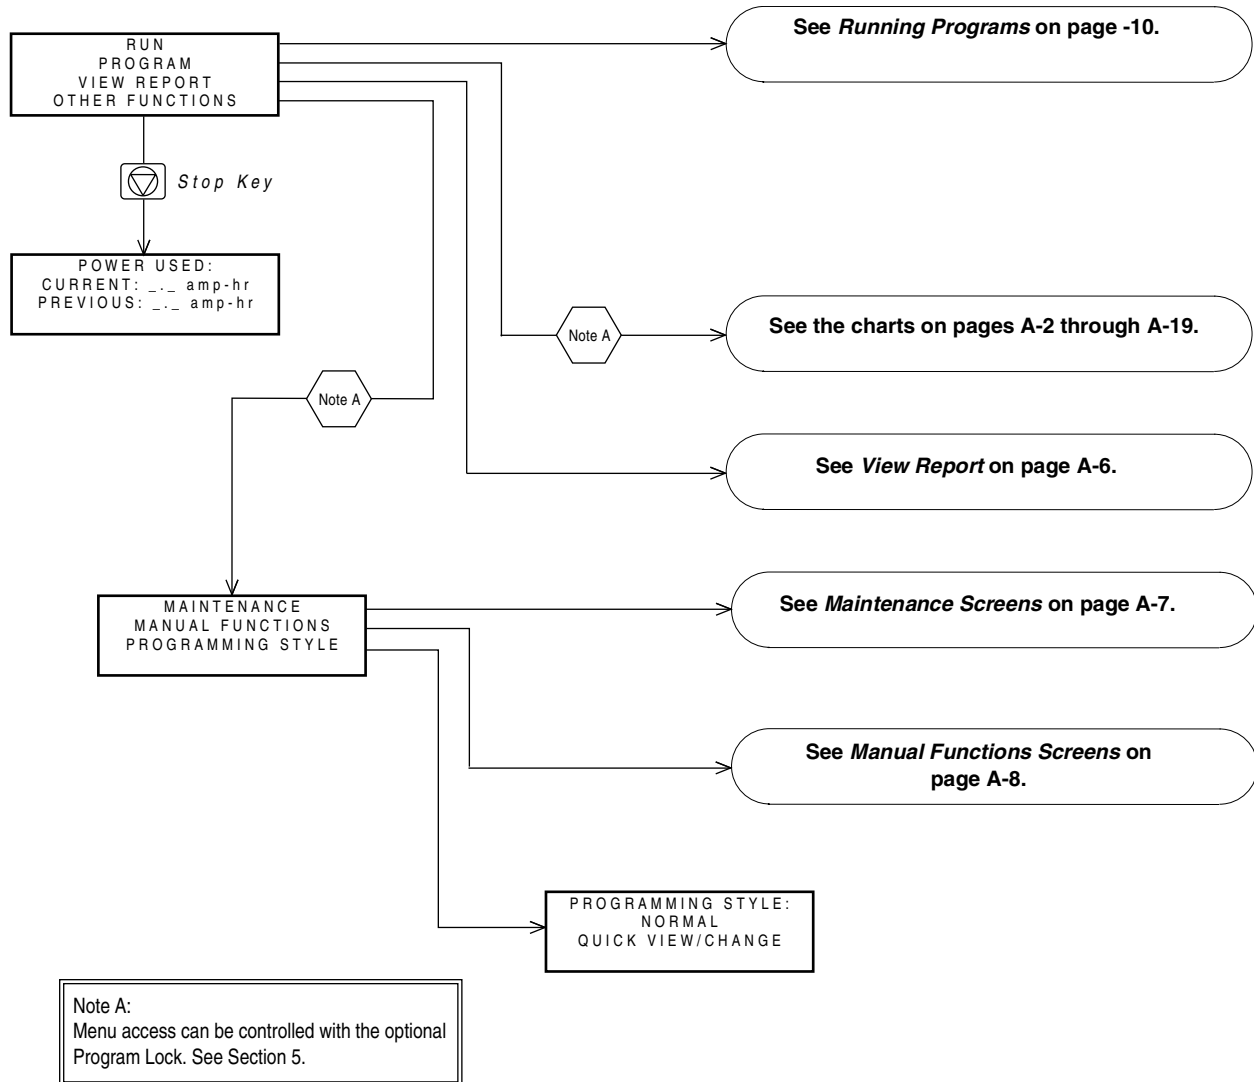 RUN
PROGRAM
VIEW REPORT
OTHER FUNCTIONS
See Running Programs on page -10.
Stop Key
POWER USED:
CURRENT: _._ amp-hr
PREVIOUS: _._ amp-hr
Note A
See the charts on pages A-2 through A-19.
Note A
See View Report on page A-6.
MAINTENANCE
MANUAL FUNCTIONS
PROGRAMMING STYLE
See Maintenance Screens on page A-7.
See Manual Functions Screens on
page A-8.
PROGRAMMING STYLE:
NORMAL
QUICK VIEW/CHANGE
Note A:
Menu access can be controlled with the optional
Program Lock. See Section 5.